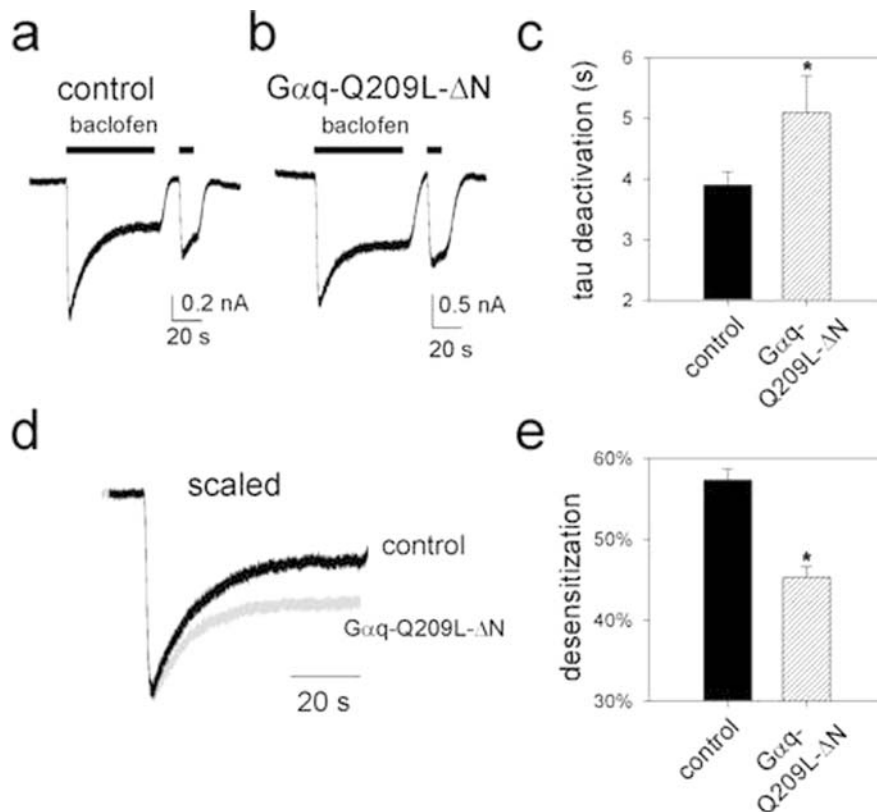 a
control
baclofen
0.2 nA
20 s
b
Gαq-Q209L-ΔN
baclofen
0.5 nA
20 s
c
tau deactivation (s)
6
5
4
3
2
*
control
Gαq-
Q209L-ΔN
d
scaled
control
Gαq-Q209L-ΔN
20 s
e
desensitization
60%
50%
40%
30%
*
control
Gαq-
Q209L-ΔN